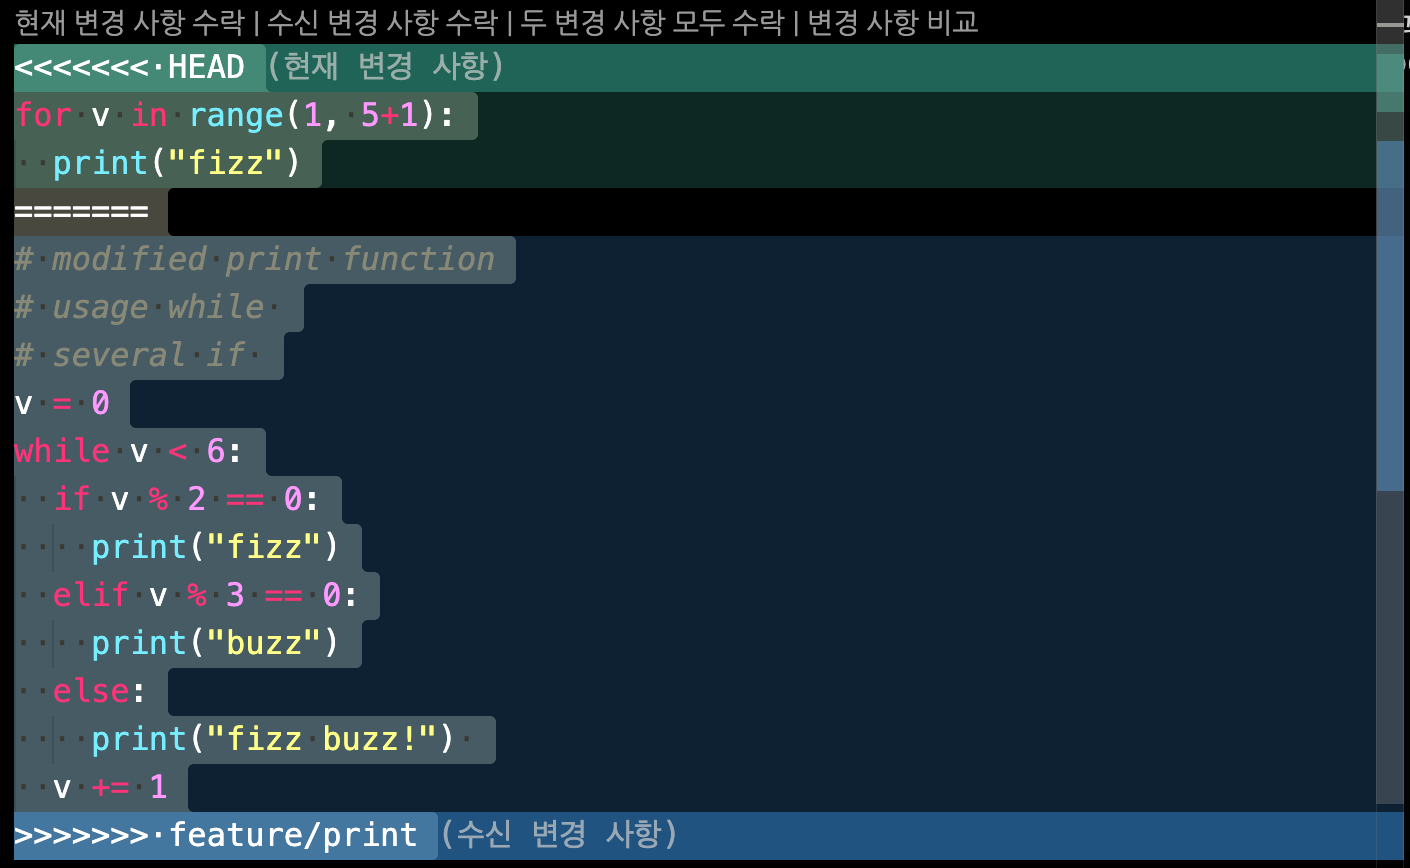 현재 변경 사항 수락 | 수신 변경 사항 수락 | 두 변경 사항 모두 수락 | 변경 사항 비교
<<<<<<< HEAD (현재 변경 사항)
for v in range(1, 5+1):
  print("fizz")
=======
# modified print function
# usage while
# several if
v = 0
while v < 6:
  if v % 2 == 0:
    print("fizz")
  elif v % 3 == 0:
    print("buzz")
  else:
    print("fizz buzz!")
  v += 1
>>>>>>> feature/print (수신 변경 사항)